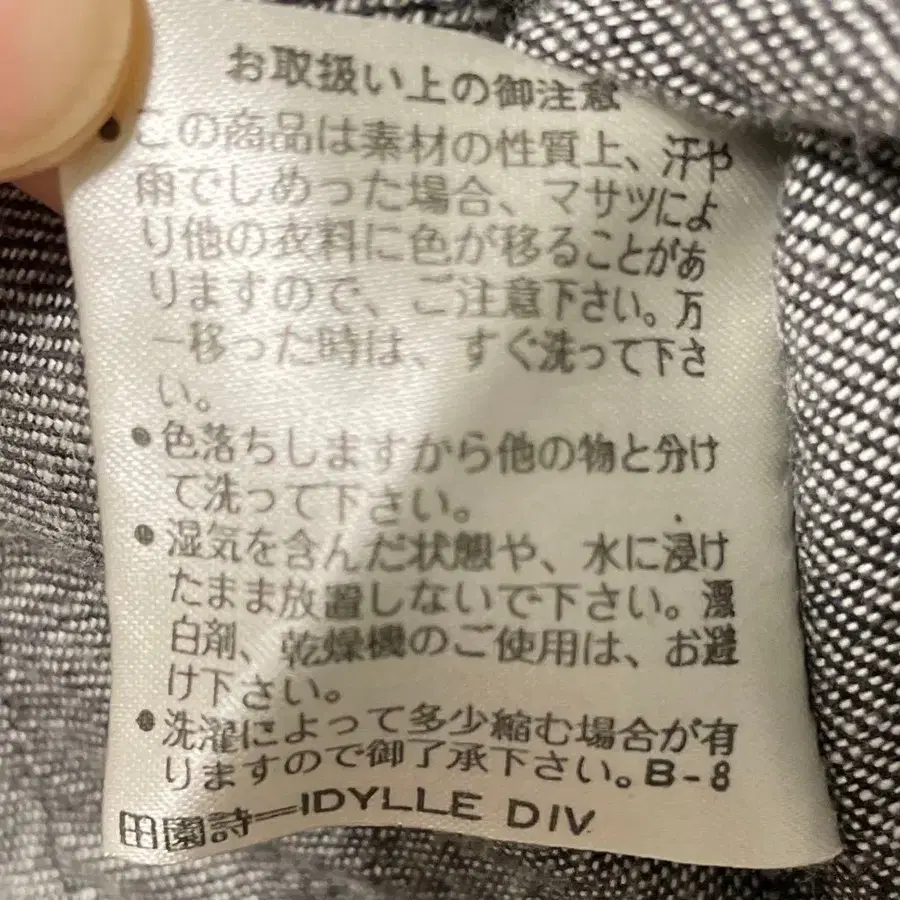 お取扱い上の御注意
●この商品は素材の性質上、汗や
雨でしめった場合、マサツによ
り他の衣料に色が移ることがあ
りますので、ご注意下さい。万
一移った時は、すぐ洗って下さ
い。
●色落ちしますから他の物と分け
て洗って下さい。
●湿気を含んだ状態や、水に浸け
たまま放置しないで下さい。漂
白剤、乾燥機のご使用は、お避
け下さい。
●洗濯によって多少縮む場合が有
りますので御了承下さい。B-8
田園詩=IDYLLE DIV